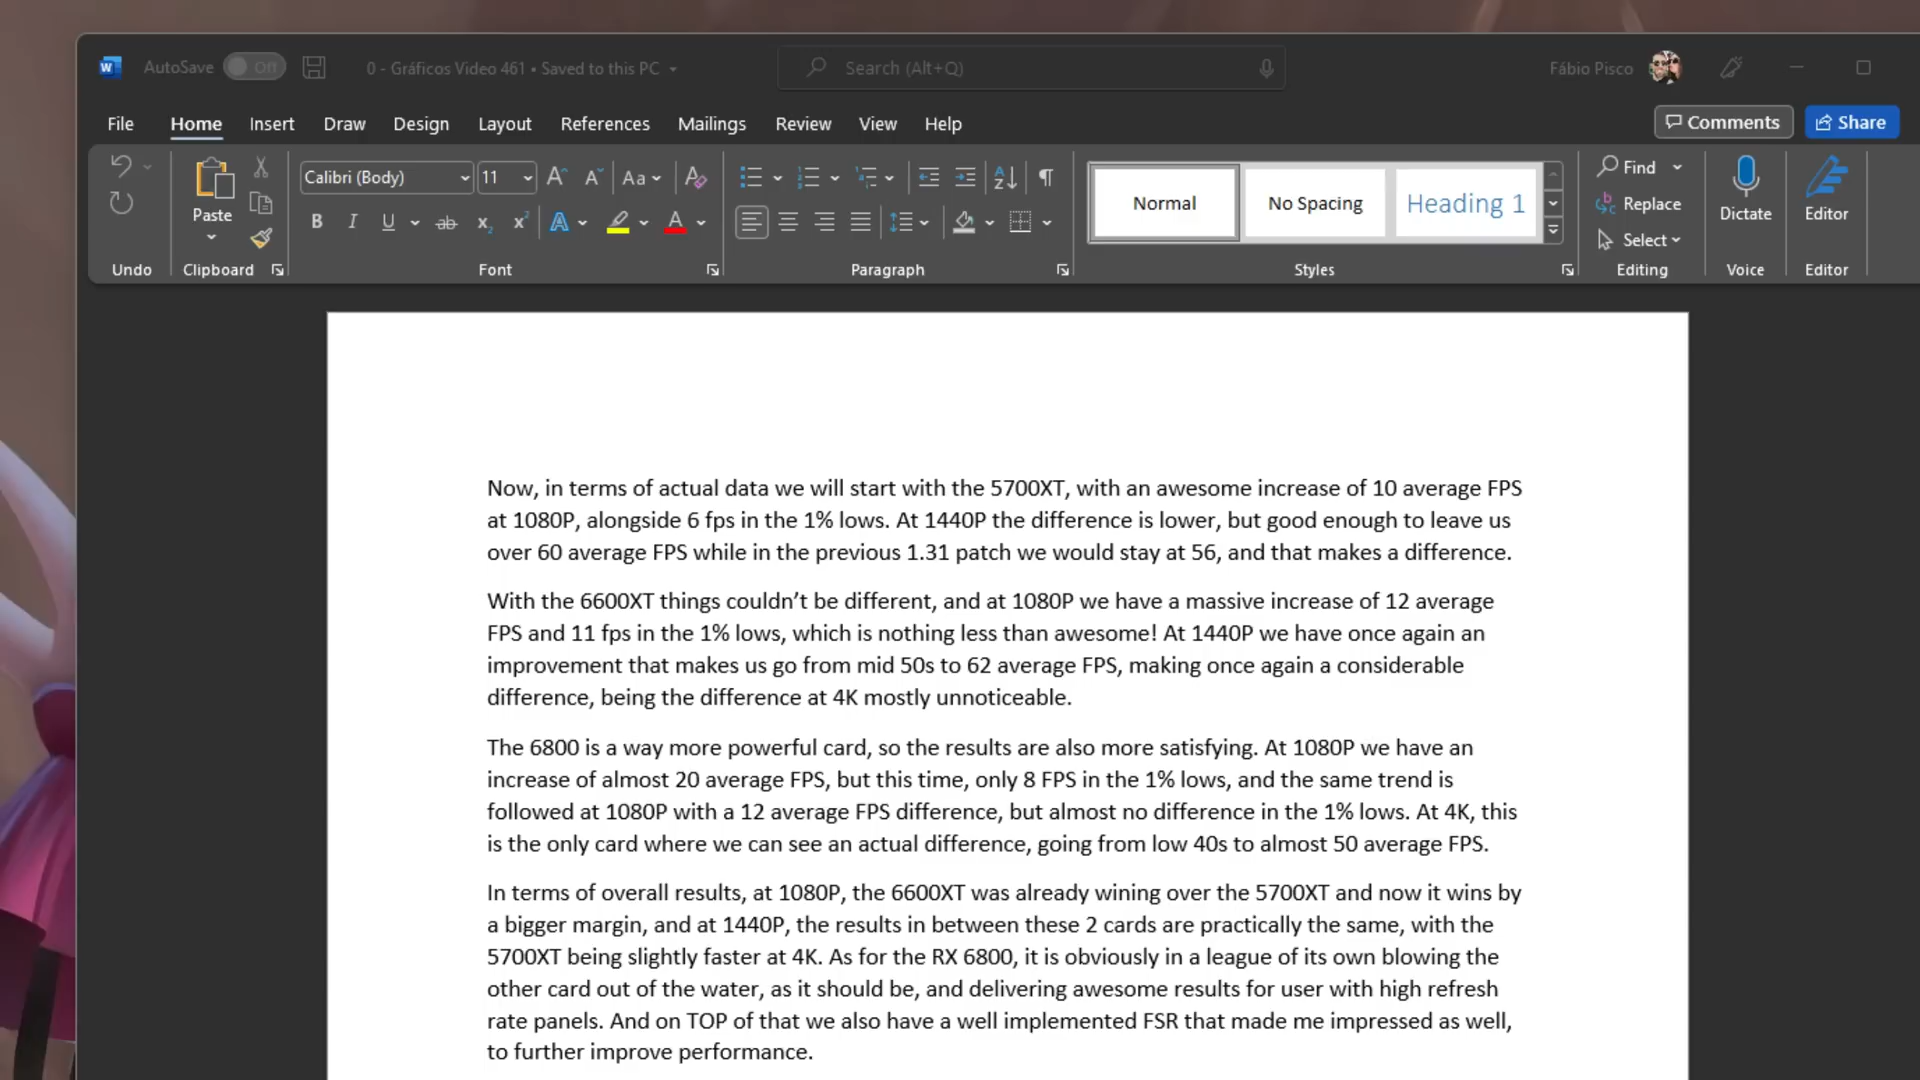 AutoSave Off 0 - Gráficos Video 461 • Saved to this PC Search (Alt+Q) Fábio Pisco
File Home Insert Draw Design Layout References Mailings Review View Help Comments Share
Calibri (Body) 11 Aa Find
Paste Normal No Spacing Heading 1 Replace Dictate Editor
B I U ab x₂ x² A A Select
Undo Clipboard Font Paragraph Styles Editing Voice Editor
Now, in terms of actual data we will start with the 5700XT, with an awesome increase of 10 average FPS
at 1080P, alongside 6 fps in the 1% lows. At 1440P the difference is lower, but good enough to leave us
over 60 average FPS while in the previous 1.31 patch we would stay at 56, and that makes a difference.
With the 6600XT things couldn’t be different, and at 1080P we have a massive increase of 12 average
FPS and 11 fps in the 1% lows, which is nothing less than awesome! At 1440P we have once again an
improvement that makes us go from mid 50s to 62 average FPS, making once again a considerable
difference, being the difference at 4K mostly unnoticeable.
The 6800 is a way more powerful card, so the results are also more satisfying. At 1080P we have an
increase of almost 20 average FPS, but this time, only 8 FPS in the 1% lows, and the same trend is
followed at 1080P with a 12 average FPS difference, but almost no difference in the 1% lows. At 4K, this
is the only card where we can see an actual difference, going from low 40s to almost 50 average FPS.
In terms of overall results, at 1080P, the 6600XT was already wining over the 5700XT and now it wins by
a bigger margin, and at 1440P, the results in between these 2 cards are practically the same, with the
5700XT being slightly faster at 4K. As for the RX 6800, it is obviously in a league of its own blowing the
other card out of the water, as it should be, and delivering awesome results for user with high refresh
rate panels. And on TOP of that we also have a well implemented FSR that made me impressed as well,
to further improve performance.